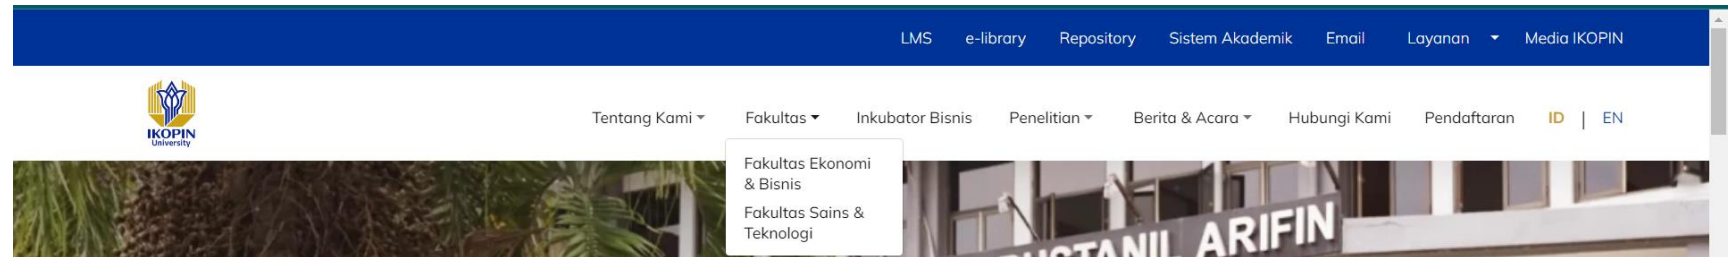 LMS e-library Repository Sistem Akademik Email Layanan Media IKOPIN
IKOPIN
University
Tentang Kami Fakultas Inkubator Bisnis Penelitian Berita & Acara Hubungi Kami Pendaftaran ID | EN
Fakultas Ekonomi
& Bisnis
Fakultas Sains &
Teknologi
BUSTANIL ARIFIN